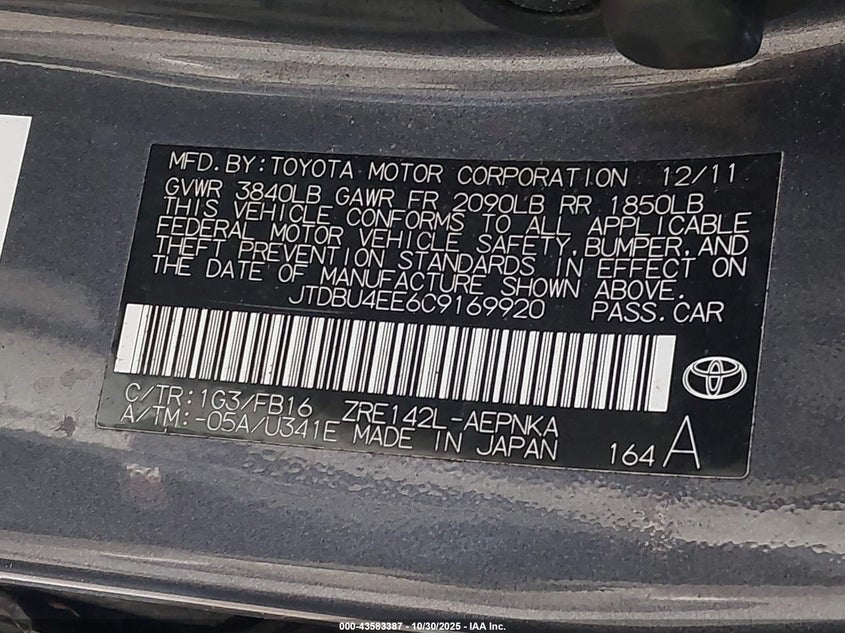 MFD.BY:TOYOTA MOTOR CORPORATION 12/11
GVWR 3840LB GAWR FR 2090LB RR 1850LB
THIS VEHICLE CONFORMS TO ALL APPLICABLE
FEDERAL MOTOR VEHICLE SAFETY,BUMPER,AND
THEFT PREVENTION STANDARDS IN EFFECT ON
THE DATE OF MANUFACTURE SHOWN ABOVE.
JTDBU4EE6C9169920 PASS.CAR
C/TR:1G3/FB16 ZRE142L-AEPNKA
A/TM:-05A/U341E MADE IN JAPAN 164 A
000-43583387 - 10/30/2025 - IAA Inc.